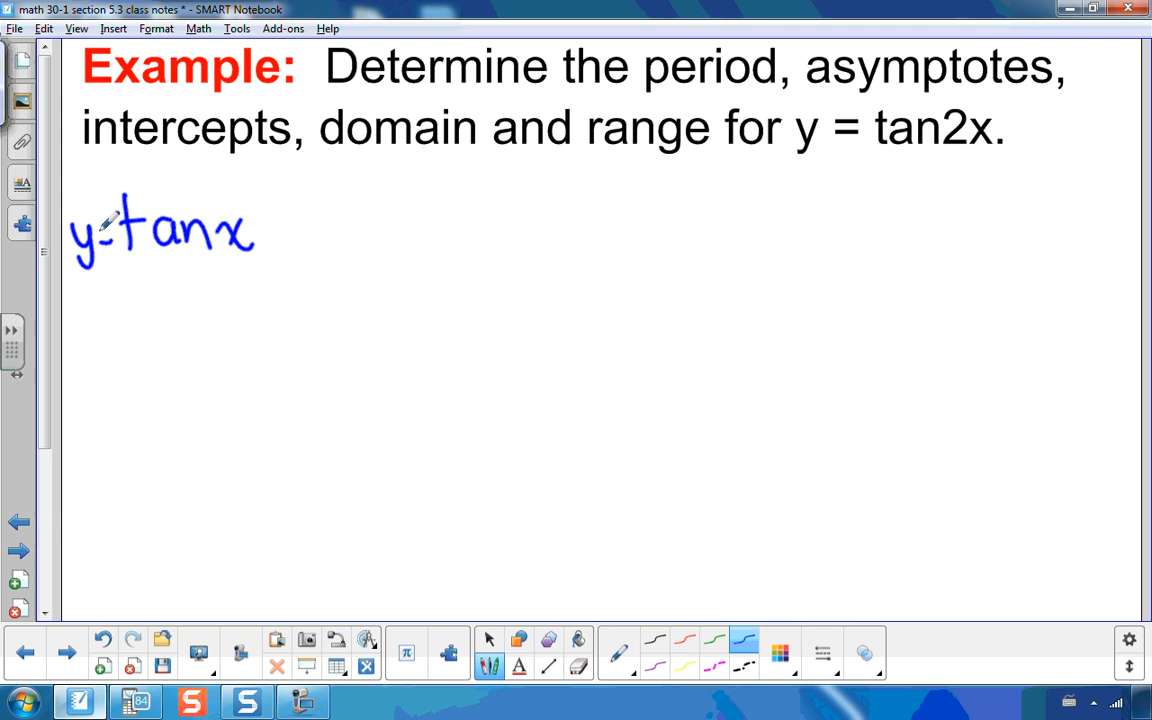 math 30-1 section 5.3 class notes * - SMART Notebook
File Edit View Insert Format Math Tools Add-ons Help
Example: Determine the period, asymptotes,
intercepts, domain and range for y = tan2x.
y=tanx